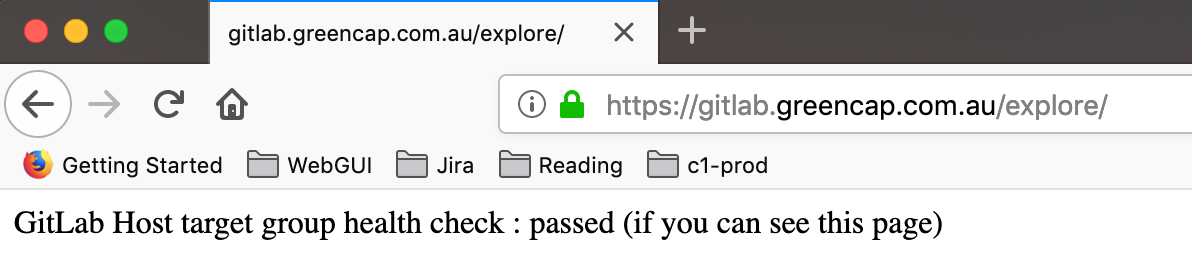 gitlab.greencap.com.au/explore/
https://gitlab.greencap.com.au/explore/
Getting Started WebGUI Jira Reading c1-prod
GitLab Host target group health check : passed (if you can see this page)